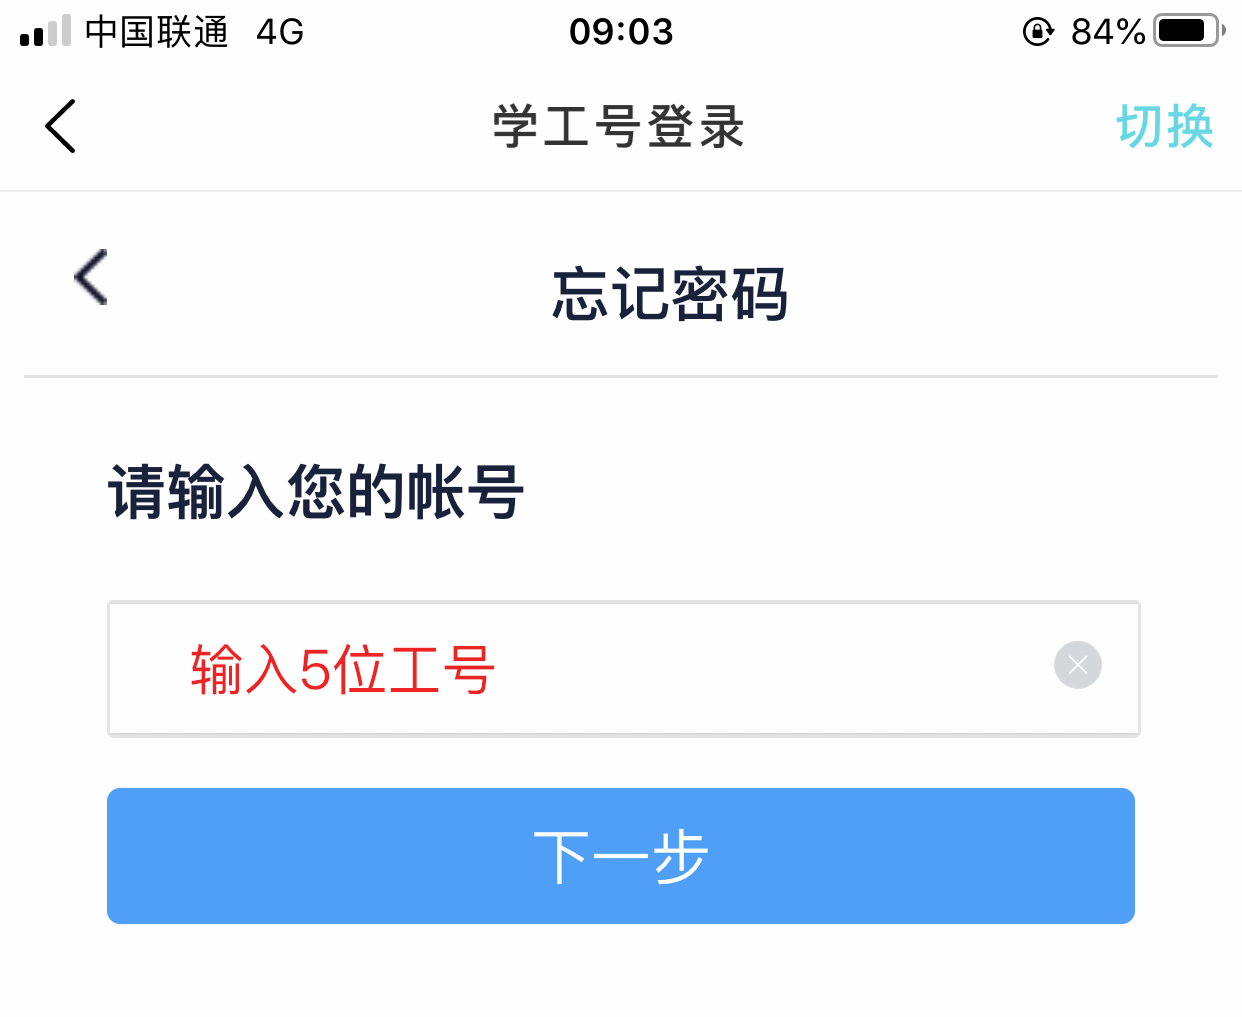 中国联通 4G 09:03 84%
学工号登录 切换
忘记密码
请输入您的帐号
输入5位工号
下一步